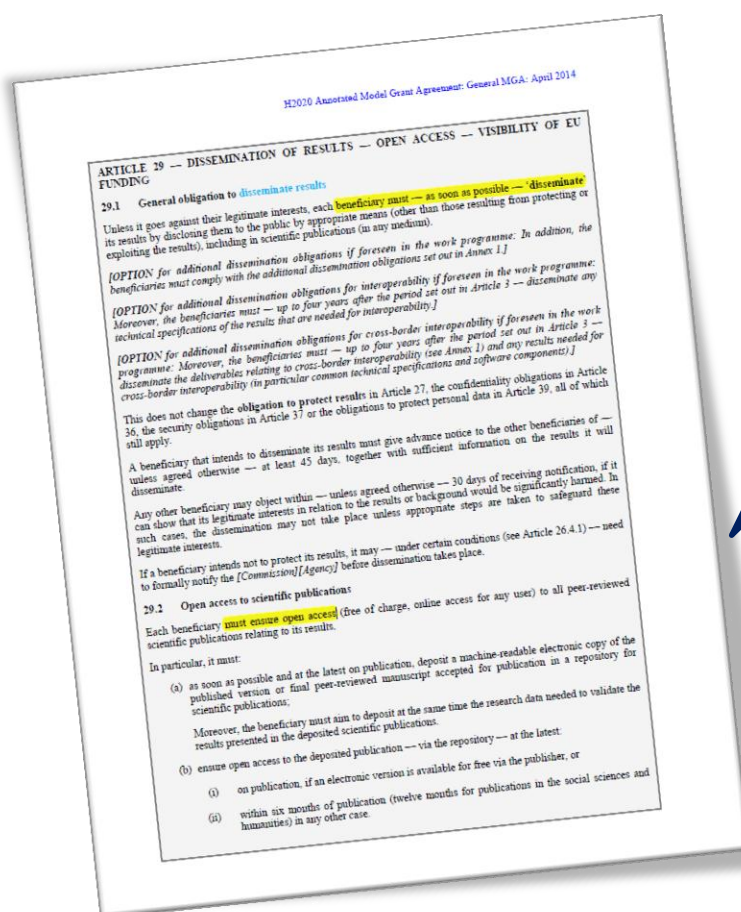 H2020 Annotated Model Grant Agreement: General MGA: April 2014
ARTICLE 29 — DISSEMINATION OF RESULTS — OPEN ACCESS — VISIBILITY OF EU
FUNDING
29.1 General obligation to disseminate results
Unless it goes against their legitimate interests, each beneficiary must — as soon as possible — ‘disseminate’
its results by disclosing them to the public by appropriate means (other than those resulting from protecting or
exploiting the results), including in scientific publications (in any medium).
[OPTION for additional dissemination obligations if foreseen in the work programme: In addition, the
beneficiaries must comply with the additional dissemination obligations set out in Annex 1.]
[OPTION for additional dissemination obligations for interoperability if foreseen in the work programme:
Moreover, the beneficiaries must — up to four years after the period set out in Article 3 — disseminate any
technical specifications of the results that are needed for interoperability.]
[OPTION for additional dissemination obligations for cross-border interoperability if foreseen in the work
programme: Moreover, the beneficiaries must — up to four years after the period set out in Article 3 —
disseminate the deliverables relating to cross-border interoperability (see Annex 1) and any results needed for
cross-border interoperability (in particular common technical specifications and software components).]
This does not change the obligation to protect results in Article 27, the confidentiality obligations in Article
36, the security obligations in Article 37 or the obligations to protect personal data in Article 39, all of which
still apply.
A beneficiary that intends to disseminate its results must give advance notice to the other beneficiaries of —
unless agreed otherwise — at least 45 days, together with sufficient information on the results it will
disseminate.
Any other beneficiary may object within — unless agreed otherwise — 30 days of receiving notification, if it
can show that its legitimate interests in relation to the results or background would be significantly harmed. In
such cases, the dissemination may not take place unless appropriate steps are taken to safeguard these
legitimate interests.
If a beneficiary intends not to protect its results, it may — under certain conditions (see Article 26.4.1) — need
to formally notify the [Commission][Agency] before dissemination takes place.
29.2 Open access to scientific publications
Each beneficiary must ensure open access (free of charge, online access for any user) to all peer-reviewed
scientific publications relating to its results.
In particular, it must:
(a) as soon as possible and at the latest on publication, deposit a machine-readable electronic copy of the
published version or final peer-reviewed manuscript accepted for publication in a repository for
scientific publications;
Moreover, the beneficiary must aim to deposit at the same time the research data needed to validate the
results presented in the deposited scientific publications.
(b) ensure open access to the deposited publication — via the repository — at the latest:
(i) on publication, if an electronic version is available for free via the publisher, or
(ii) within six months of publication (twelve months for publications in the social sciences and
humanities) in any other case.